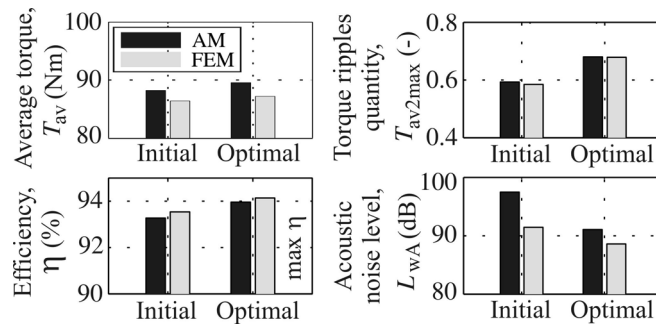 Average torque,
T_av (Nm)
100
90
80
AM
FEM
Initial Optimal
Torque ripples
quantity,
T_av2max (-)
0.8
0.6
0.4
Initial Optimal
Efficiency,
η (%)
94
92
90
max η
Initial Optimal
Acoustic
noise level,
L_wA (dB)
100
90
80
Initial Optimal